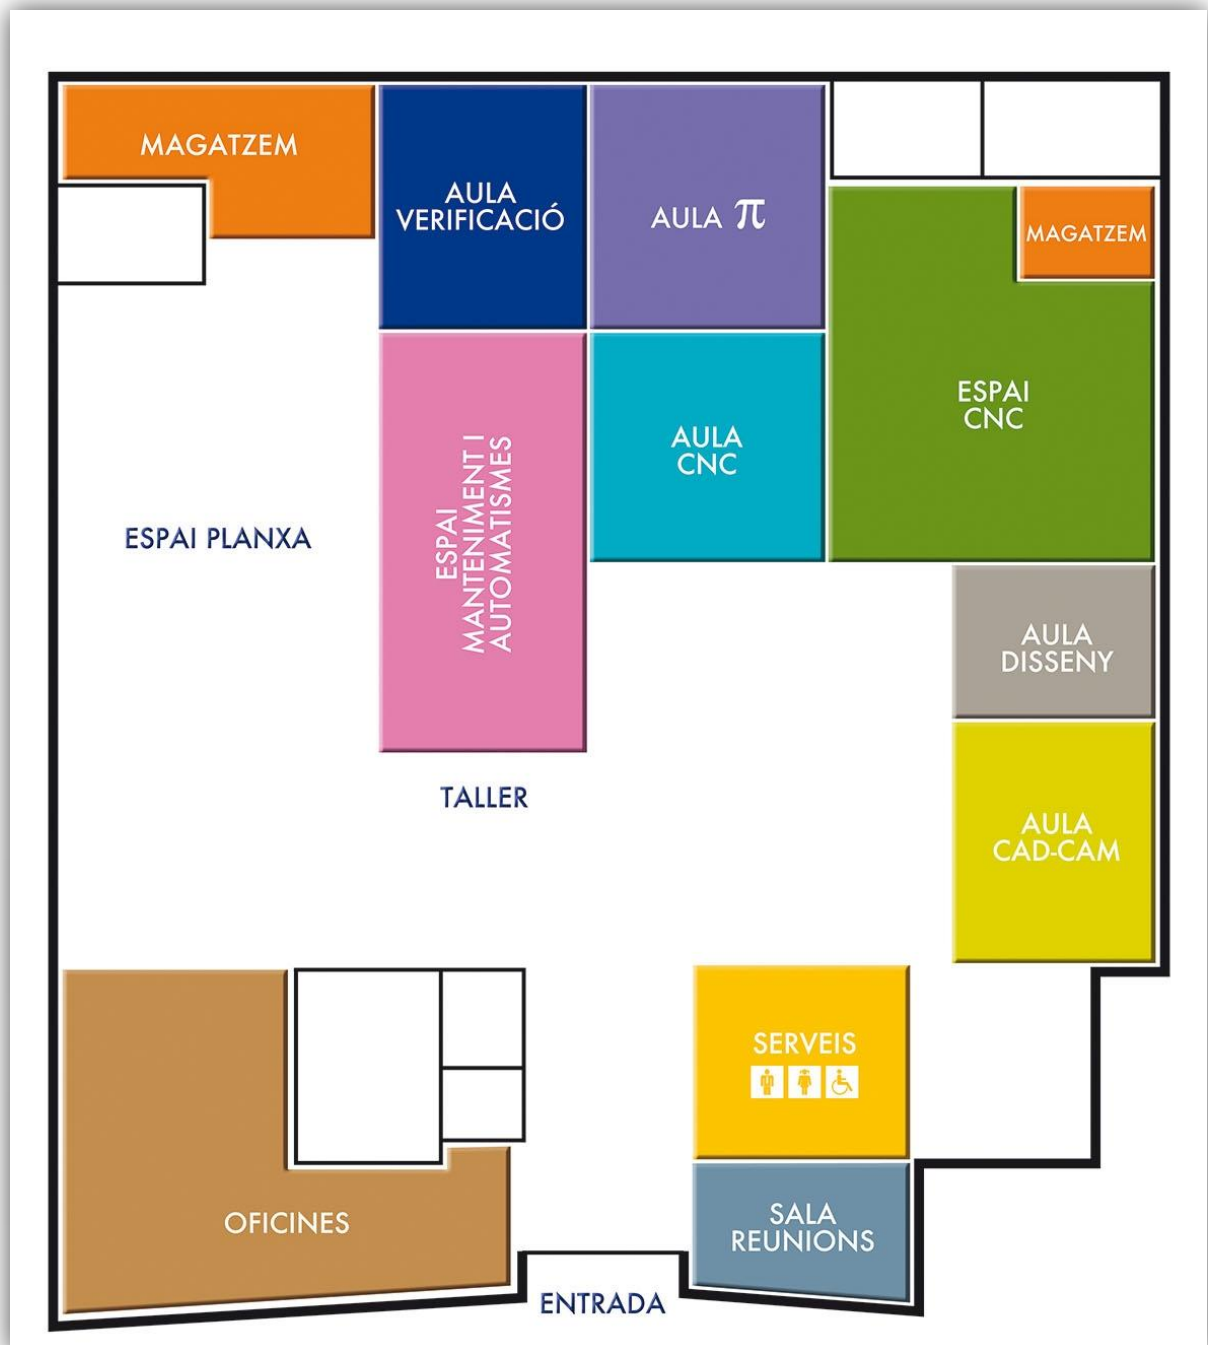 MAGATZEM
AULA
VERIFICACIÓ
AULA π
MAGATZEM
ESPAI
CNC
AULA
CNC
ESPAI
MANTENIMENT I
AUTOMATISMES
ESPAI PLANXA
AULA
DISSENY
TALLER
AULA
CAD-CAM
SERVEIS
OFICINES
SALA
REUNIONS
ENTRADA